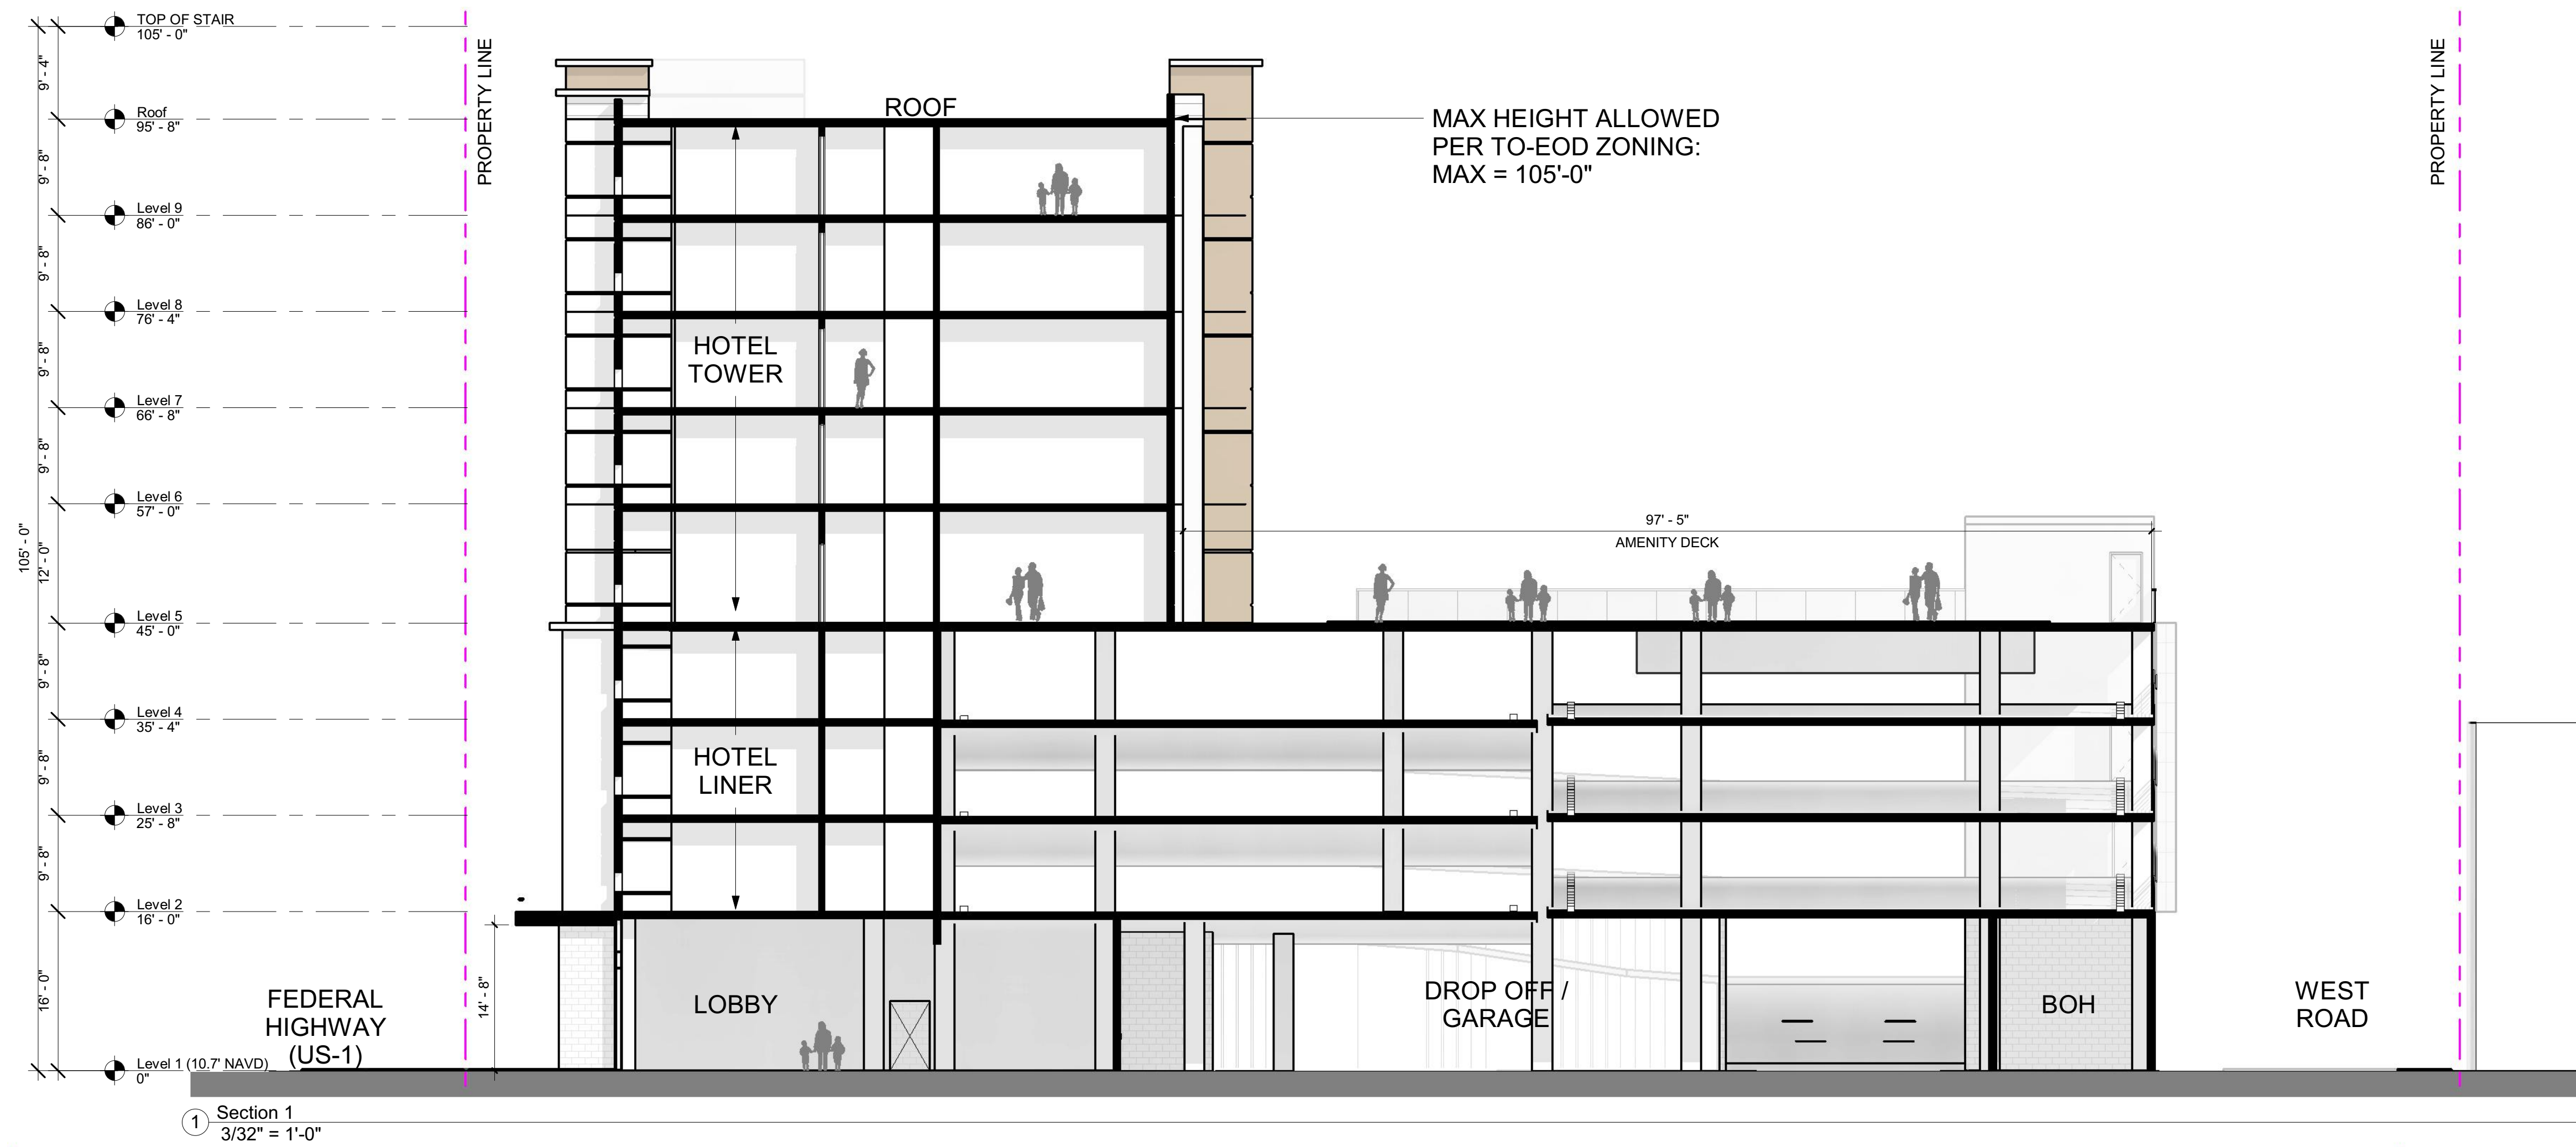 TOP OF STAIR
105' - 0"
9' - 4"
Roof
95' - 8"
9' - 8"
Level 9
86' - 0"
9' - 8"
Level 8
76' - 4"
9' - 8"
Level 7
66' - 8"
9' - 8"
Level 6
57' - 0"
12' - 0"
105' - 0"
Level 5
45' - 0"
9' - 8"
Level 4
35' - 4"
9' - 8"
Level 3
25' - 8"
9' - 8"
Level 2
16' - 0"
16' - 0"
Level 1 (10.7' NAVD)
0"
PROPERTY LINE
ROOF
MAX HEIGHT ALLOWED
PER TO-EOD ZONING:
MAX = 105'-0"
PROPERTY LINE
HOTEL
TOWER
97' - 5"
AMENITY DECK
HOTEL
LINER
14' - 8"
FEDERAL
HIGHWAY
(US-1)
LOBBY
DROP OFF /
GARAGE
BOH
WEST
ROAD
1
Section 1
3/32" = 1'-0"